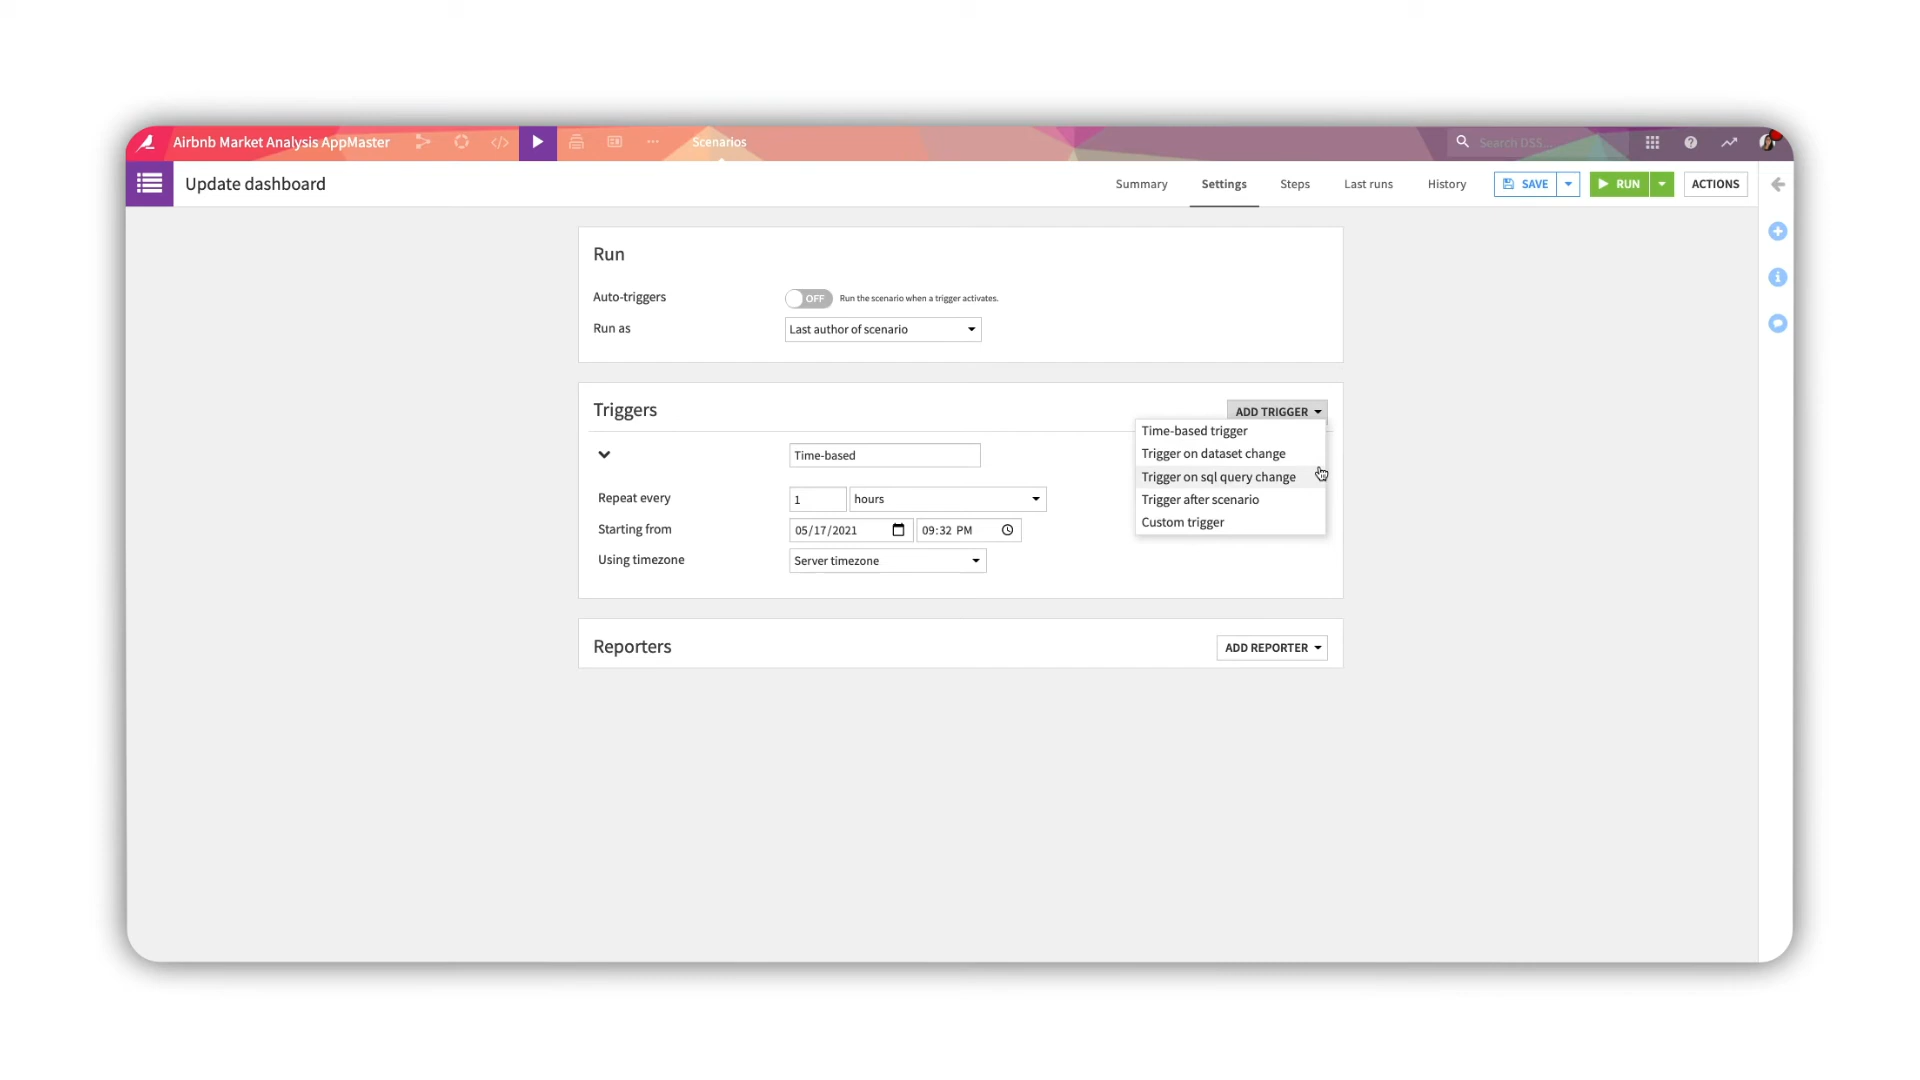 Airbnb Market Analysis AppMaster
Scenarios
Search DSS...
Update dashboard
Summary
Settings
Steps
Last runs
History
SAVE
RUN
ACTIONS
Run
Auto-triggers
OFF
Run the scenario when a trigger activates.
Run as
Last author of scenario
Triggers
ADD TRIGGER
Time-based trigger
Trigger on dataset change
Trigger on sql query change
Trigger after scenario
Custom trigger
Time-based
Repeat every
1
hours
Starting from
05/17/2021
09:32 PM
Using timezone
Server timezone
Reporters
ADD REPORTER